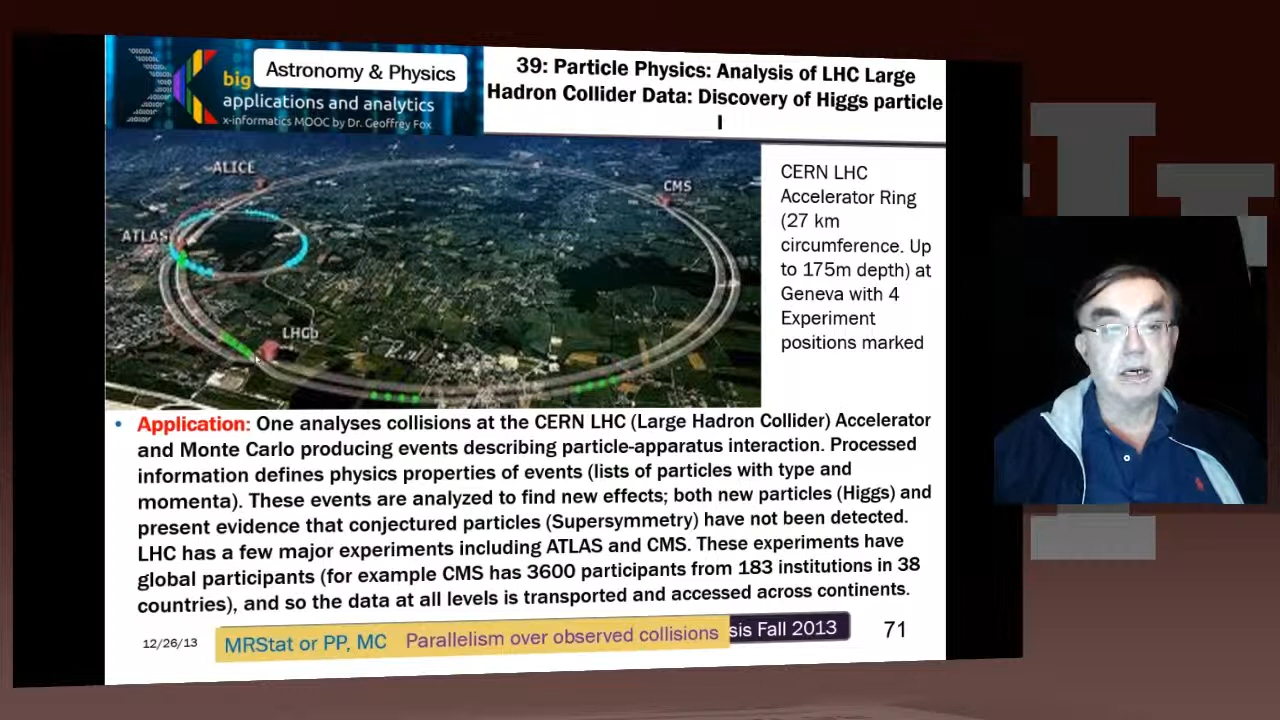 big
Astronomy & Physics
applications and analytics
x-informatics MOOC by Dr. Geoffrey Fox
39: Particle Physics: Analysis of LHC Large
Hadron Collider Data: Discovery of Higgs particle
I
ALICE
CMS
ATLAS
LHCb
CERN LHC
Accelerator Ring
(27 km
circumference. Up
to 175m depth) at
Geneva with 4
Experiment
positions marked
• Application: One analyses collisions at the CERN LHC (Large Hadron Collider) Accelerator
and Monte Carlo producing events describing particle-apparatus interaction. Processed
information defines physics properties of events (lists of particles with type and
momenta). These events are analyzed to find new effects; both new particles (Higgs) and
present evidence that conjectured particles (Supersymmetry) have not been detected.
LHC has a few major experiments including ATLAS and CMS. These experiments have
global participants (for example CMS has 3600 participants from 183 institutions in 38
countries), and so the data at all levels is transported and accessed across continents.
12/26/13
MRStat or PP, MC Parallelism over observed collisions
sis Fall 2013
71